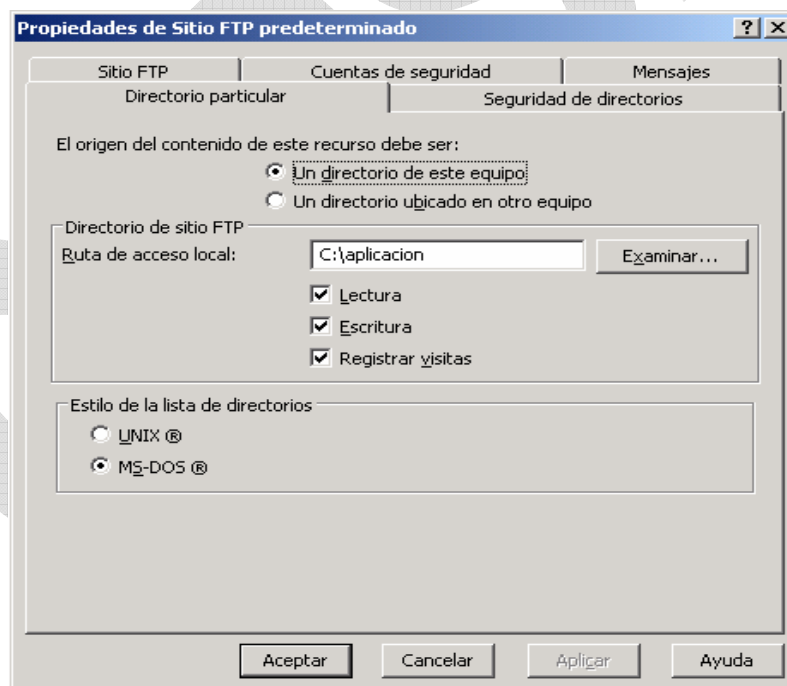 Propiedades de Sitio FTP predeterminado
Sitio FTP Cuentas de seguridad Mensajes
Directorio particular Seguridad de directorios
El origen del contenido de este recurso debe ser:
Un directorio de este equipo
Un directorio ubicado en otro equipo
Directorio de sitio FTP
Ruta de acceso local: C:\aplicacion Examinar...
Lectura
Escritura
Registrar visitas
Estilo de la lista de directorios
UNIX ®
MS-DOS ®
Aceptar Cancelar Aplicar Ayuda